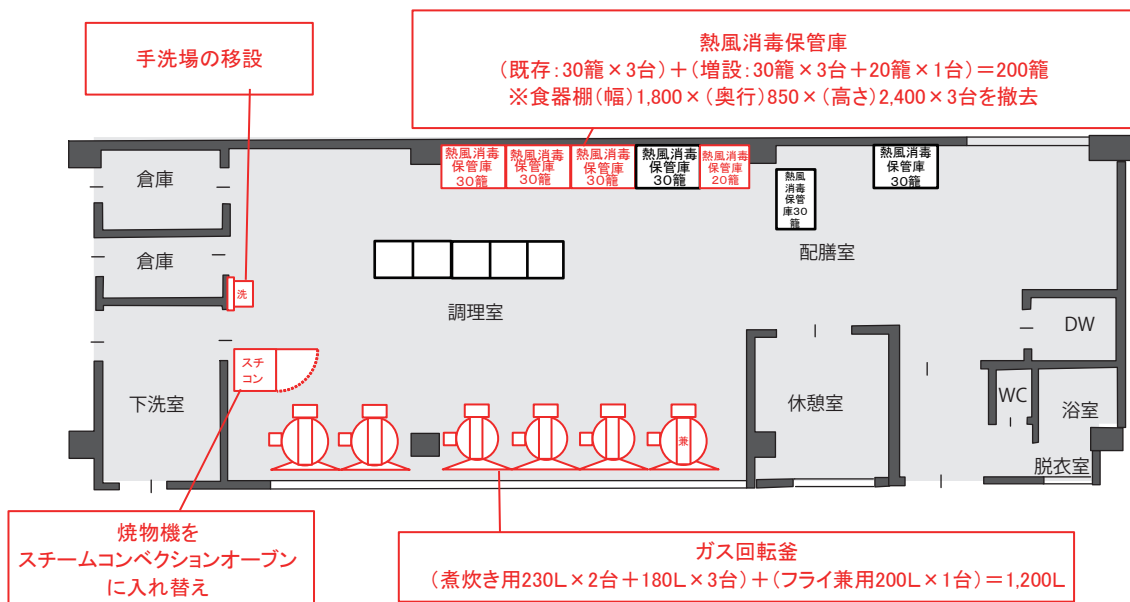 手洗場の移設
熱風消毒保管庫
(既存:30籠×3台)+(増設:30籠×3台+20籠×1台)=200籠
※食器棚(幅)1,800×(奥行)850×(高さ)2,400×3台を撤去
熱風消毒
保管庫
30籠
熱風消毒
保管庫
30籠
熱風消毒
保管庫
30籠
熱風消毒
保管庫
30籠
熱風消毒
保管庫
20籠
熱風
消毒
保管
庫30
籠
熱風消毒
保管庫
30籠
倉庫
倉庫
洗
配膳室
調理室
DW
スチ
コン
下洗室
休憩室
WC
浴室
脱衣室
兼
焼物機を
スチームコンベクションオーブン
に入れ替え
ガス回転釜
(煮炊き用230L×2台+180L×3台)+(フライ兼用200L×1台)=1,200L